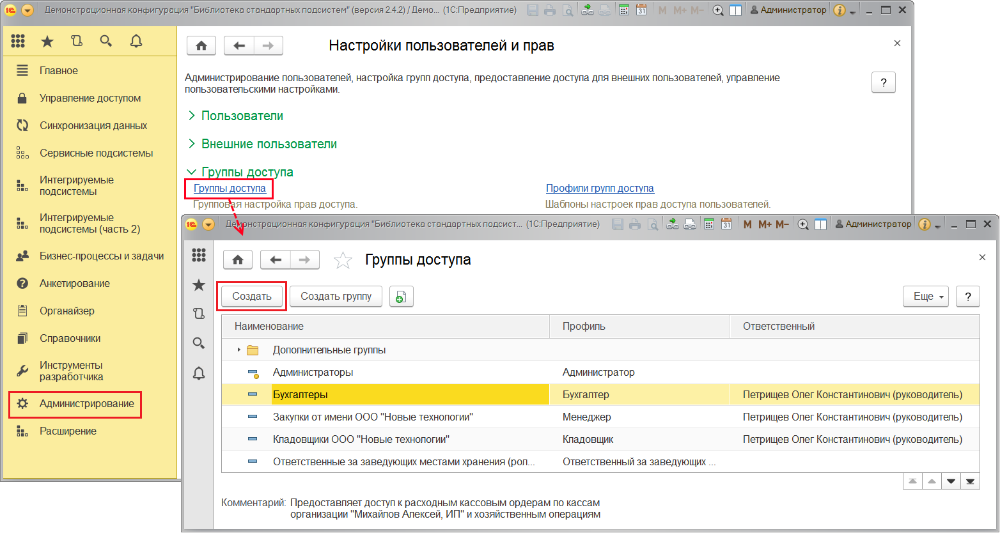 Демонстрационная конфигурация "Библиотека стандартных подсистем" (версия 2.4.2) / Демо... (1С:Предприятие)
31 M M+ M- Администратор
Настройки пользователей и прав
Администрирование пользователей, настройка групп доступа, предоставление доступа для внешних пользователей, управление
пользовательскими настройками.
?
Главное
Управление доступом
Синхронизация данных
Сервисные подсистемы
Интегрируемые
подсистемы
Интегрируемые
подсистемы (часть 2)
Бизнес-процессы и задачи
Анкетирование
Органайзер
Справочники
Инструменты
разработчика
Администрирование
Расширение
Пользователи
Внешние пользователи
Группы доступа
Группы доступа
Профили групп доступа
Групповая настройка прав доступа.
Шаблоны настроек прав доступа пользователей.
Демонстрационная конфигурация "Библиотека стандартных подсист... (1С:Предприятие)
31 M M+ M- Администратор
Группы доступа
Создать
Создать группу
Еще
?
Наименование Профиль Ответственный
Дополнительные группы
Администраторы Администратор
Бухгалтеры Бухгалтер Петрищев Олег Константинович (руководитель)
Закупки от имени ООО "Новые технологии" Менеджер Петрищев Олег Константинович (руководитель)
Кладовщики ООО "Новые технологии" Кладовщик Петрищев Олег Константинович (руководитель)
Ответственные за заведующих местами хранения (рол... Ответственный за заведующих ...
Комментарий: Предоставляет доступ к расходным кассовым ордерам по кассам
организации "Михайлов Алексей, ИП" и хозяйственным операциям